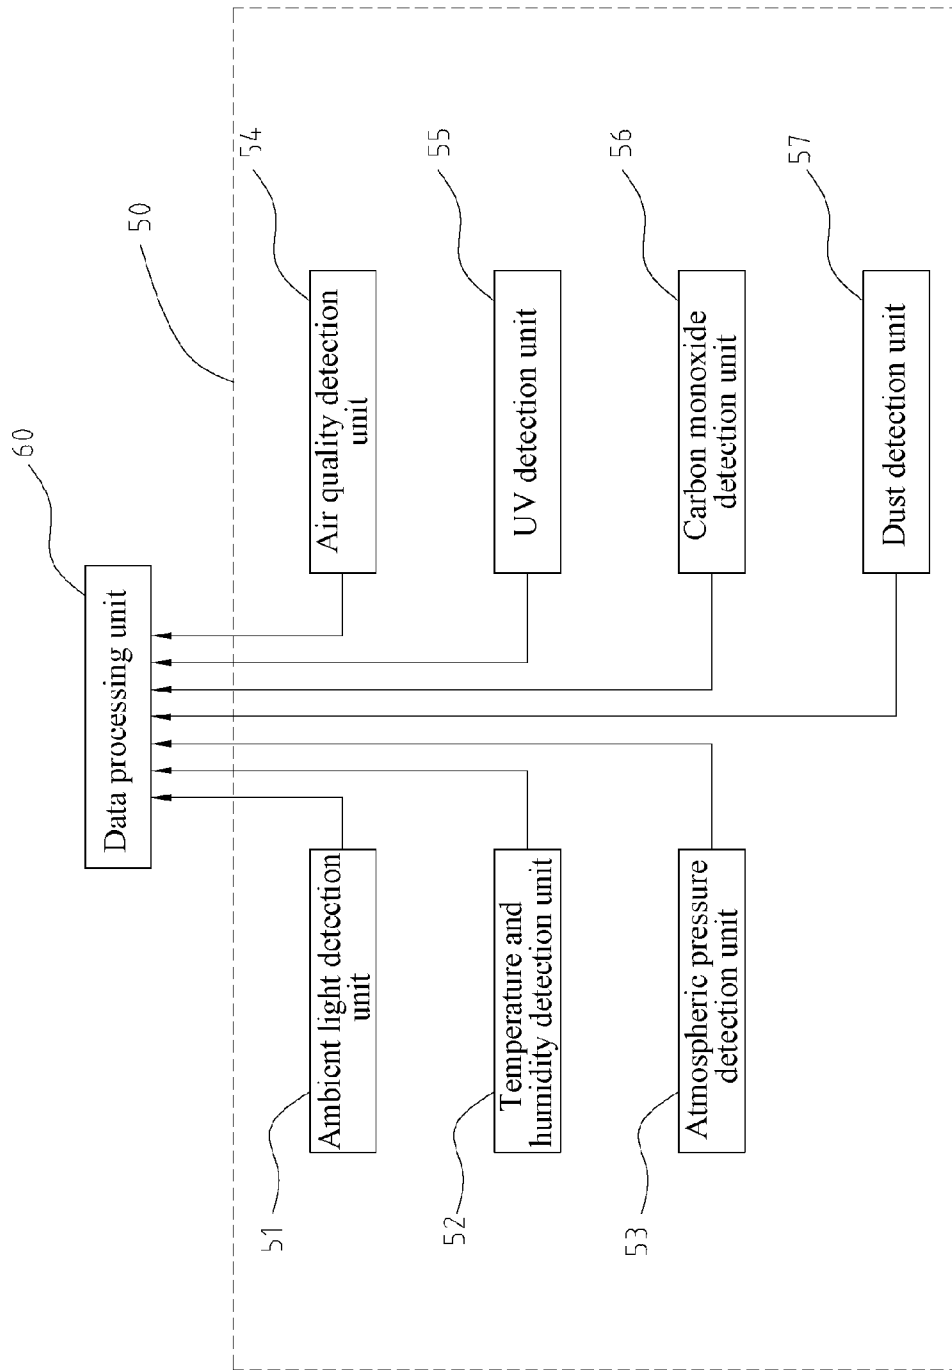 60
Data processing unit
50
51
Ambient light detection
unit
54
Air quality detection
unit
52
Temperature and
humidity detection unit
55
UV detection unit
53
Atmospheric pressure
detection unit
56
Carbon monoxide
detection unit
57
Dust detection unit